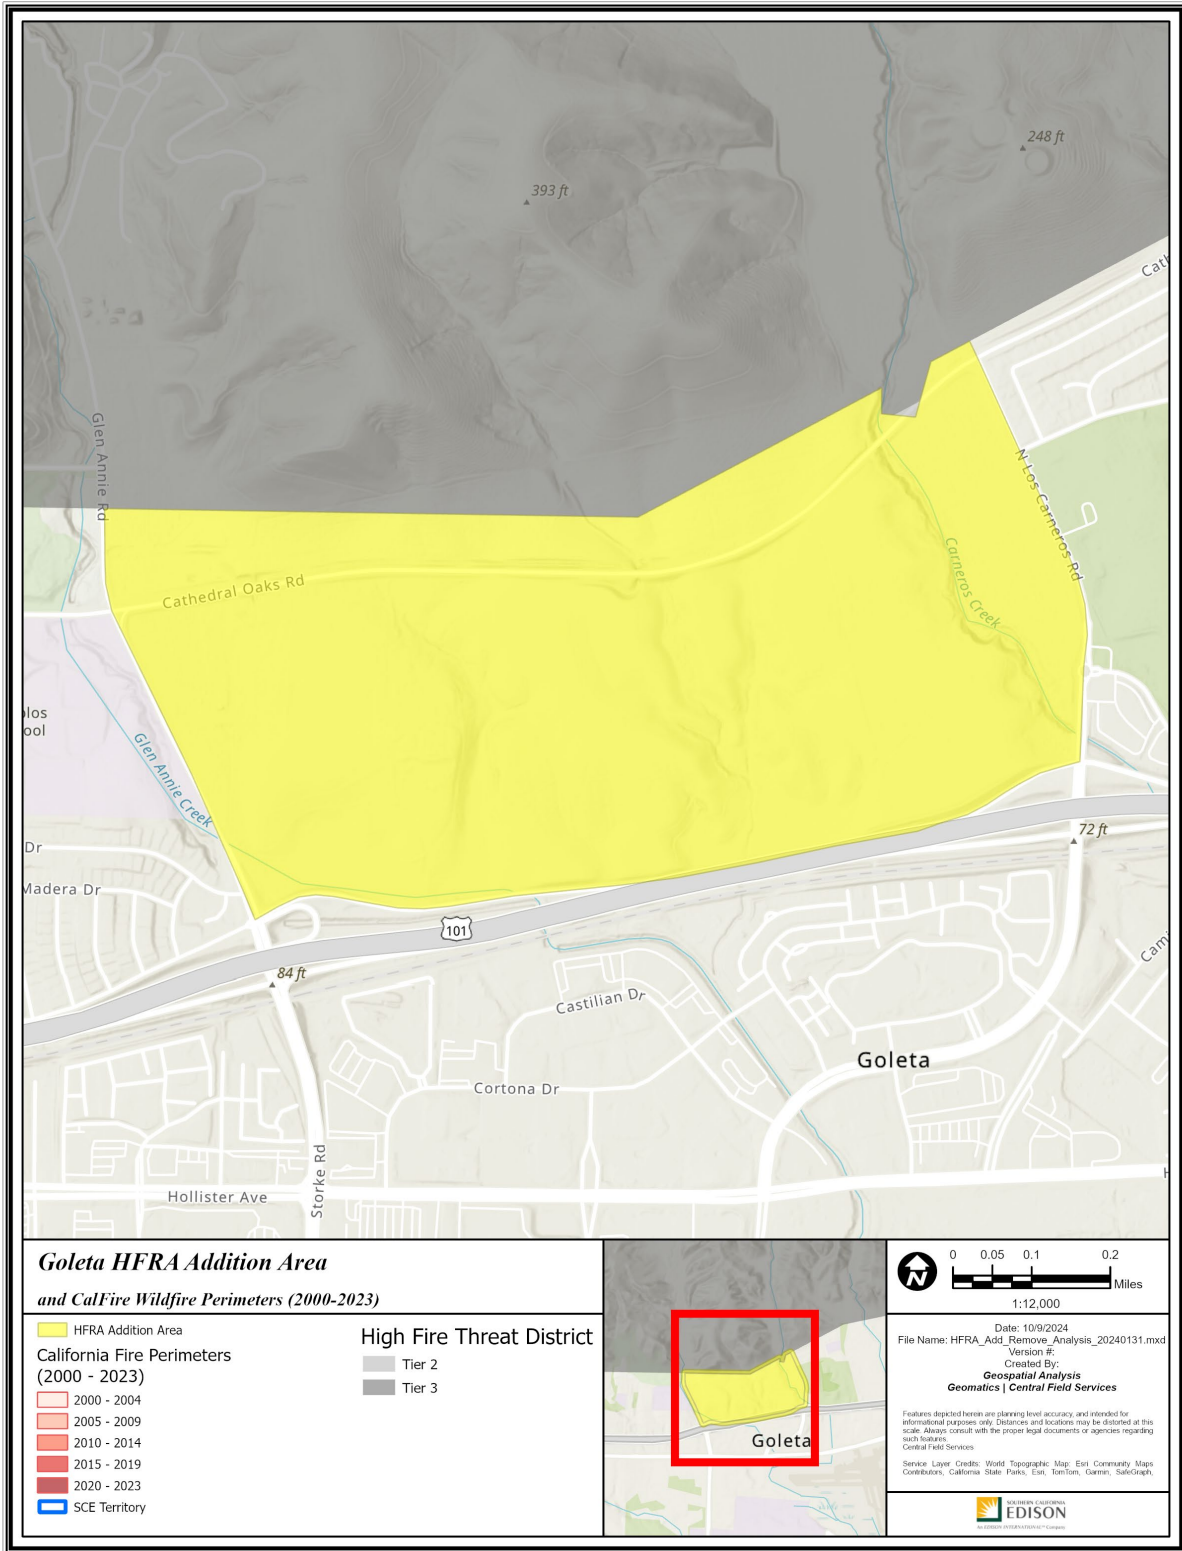 248 ft
393 ft
Cath
Glen Annie Rd
N Los Carneros Rd
Carneros Creek
Cathedral Oaks Rd
olos
ool
Glen Annie Creek
72 ft
Dr
Madera Dr
101
Cami
84 ft
Castilian Dr
Goleta
Cortona Dr
Storke Rd
Hollister Ave
H
Goleta HFRA Addition Area
and CalFire Wildfire Perimeters (2000-2023)
HFRA Addition Area
California Fire Perimeters
(2000 - 2023)
2000 - 2004
2005 - 2009
2010 - 2014
2015 - 2019
2020 - 2023
SCE Territory
High Fire Threat District
Tier 2
Tier 3
Goleta
N
0 0.05 0.1 0.2
Miles
1:12,000
Date: 10/9/2024
File Name: HFRA_Add_Remove_Analysis_20240131.mxd
Version #:
Created By:
Geospatial Analysis
Geomatics | Central Field Services
Features depicted herein are planning level accuracy, and intended for
informational purposes only. Distances and locations may be distorted at this
scale. Always consult with the proper legal documents or agencies regarding
such features.
Central Field Services
Service Layer Credits: World Topographic Map: Esri Community Maps
Contributors, California State Parks, Esri, TomTom, Garmin, SafeGraph,
SOUTHERN CALIFORNIA
EDISON
An EDISON INTERNATIONAL℠ Company